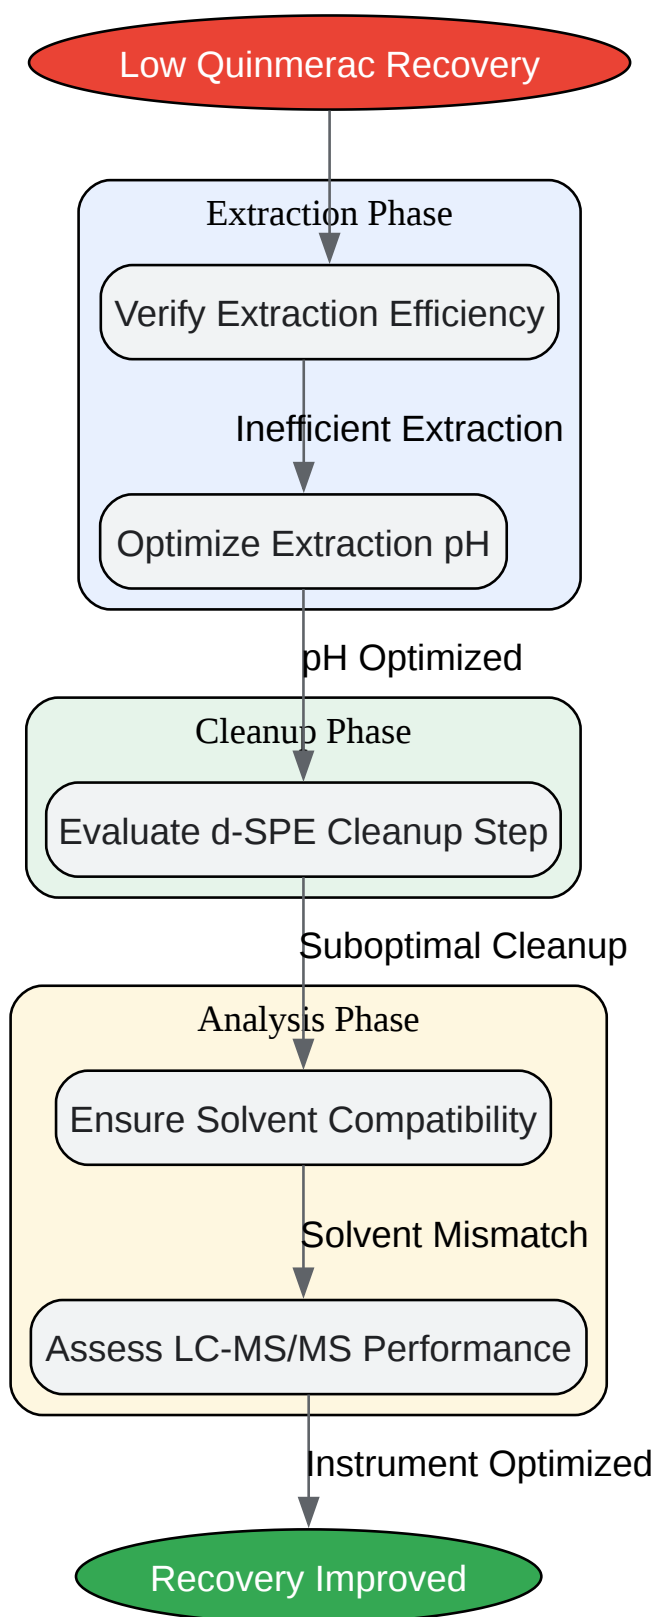 Low Quinmerac Recovery
Extraction Phase
Verify Extraction Efficiency
Inefficient Extraction
Optimize Extraction pH
pH Optimized
Cleanup Phase
Evaluate d-SPE Cleanup Step
Suboptimal Cleanup
Analysis Phase
Ensure Solvent Compatibility
Solvent Mismatch
Assess LC-MS/MS Performance
Instrument Optimized
Recovery Improved